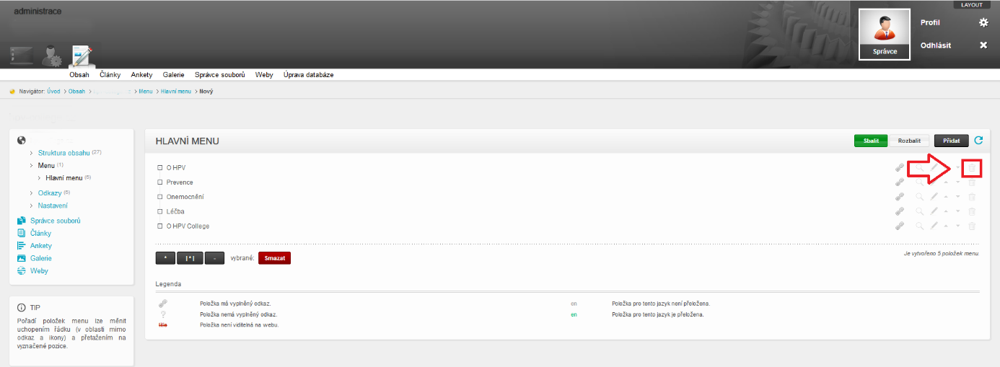 administrace
LAYOUT
Profil
Odhlásit
Správce
Obsah Články Ankety Galerie Správce souborů Weby Úprava databáze
Navigátor: Úvod > Obsah > > Menu > Hlavní menu > Nový
HLAVNÍ MENU
Sbalit Rozbalit Přidat
Struktura obsahu (27)
Menu (1)
Hlavní menu (5)
Odkazy (5)
Nastavení
Správce souborů
Články
Ankety
Galerie
Weby
O HPV
Prevence
Onemocnění
Léčba
O HPV College
* |*| - vybrané: Smazat
Je vytvořeno 5 položek menu.
Legenda
Položka má vyplněný odkaz.
? Položka nemá vyplněný odkaz.
title Položka není viditelná na webu.
en Položka pro tento jazyk není přeložena.
en Položka pro tento jazyk je přeložena.
TIP
Pořadí položek menu lze měnit
uchopením řádku (v oblasti mimo
odkaz a ikony) a přetažením na
vyznačené pozice.